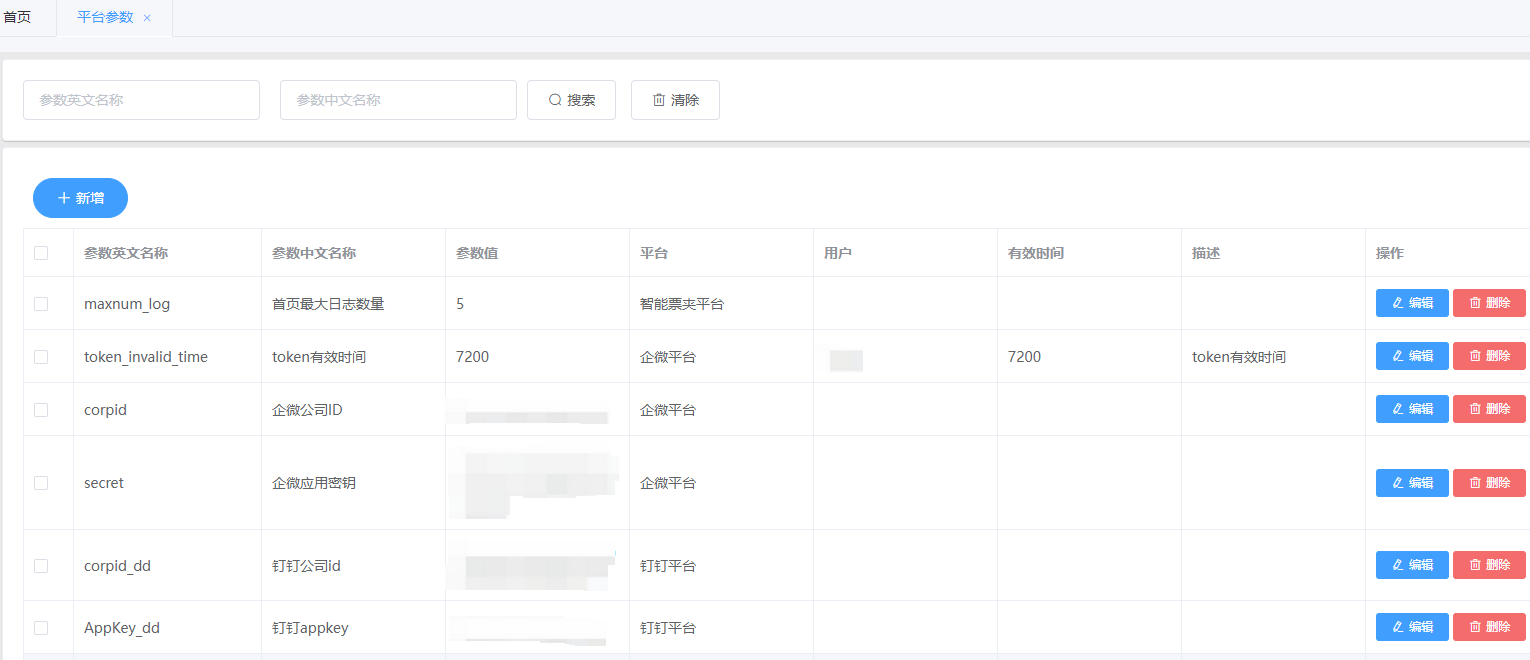 首页 平台参数 ×
参数英文名称 参数中文名称 搜索 清除
+ 新增
参数英文名称 参数中文名称 参数值 平台 用户 有效时间 描述 操作
maxnum_log 首页最大日志数量 5 智能票夹平台 编辑 删除
token_invalid_time token有效时间 7200 企微平台 7200 token有效时间 编辑 删除
corpid 企微公司ID 企微平台 编辑 删除
secret 企微应用密钥 企微平台 编辑 删除
corpid_dd 钉钉公司id 钉钉平台 编辑 删除
AppKey_dd 钉钉appkey 钉钉平台 编辑 删除